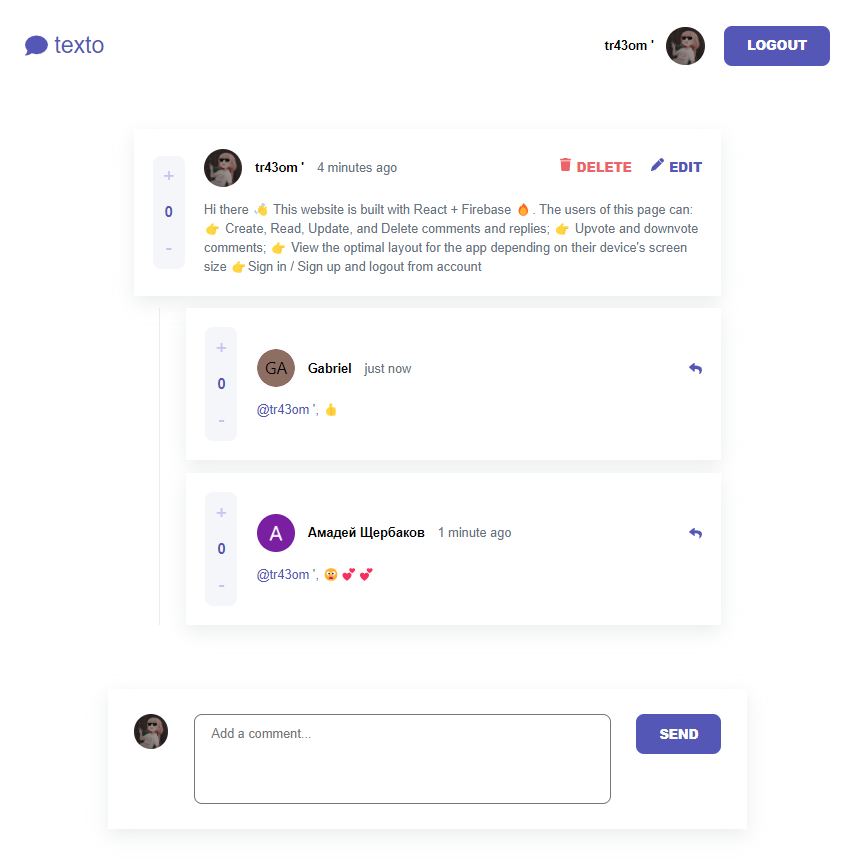 texto
tr43om '
LOGOUT
tr43om ' 4 minutes ago
DELETE EDIT
+
0
-
Hi there 👋 This website is built with React + Firebase 🔥. The users of this page can:
👉 Create, Read, Update, and Delete comments and replies; 👉 Upvote and downvote
comments; 👉 View the optimal layout for the app depending on their device's screen
size 👉Sign in / Sign up and logout from account
+
0
-
GA
Gabriel just now
@tr43om ', 👍
+
0
-
A
Амадей Щербаков 1 minute ago
@tr43om ', 😳💕💕
Add a comment...
SEND